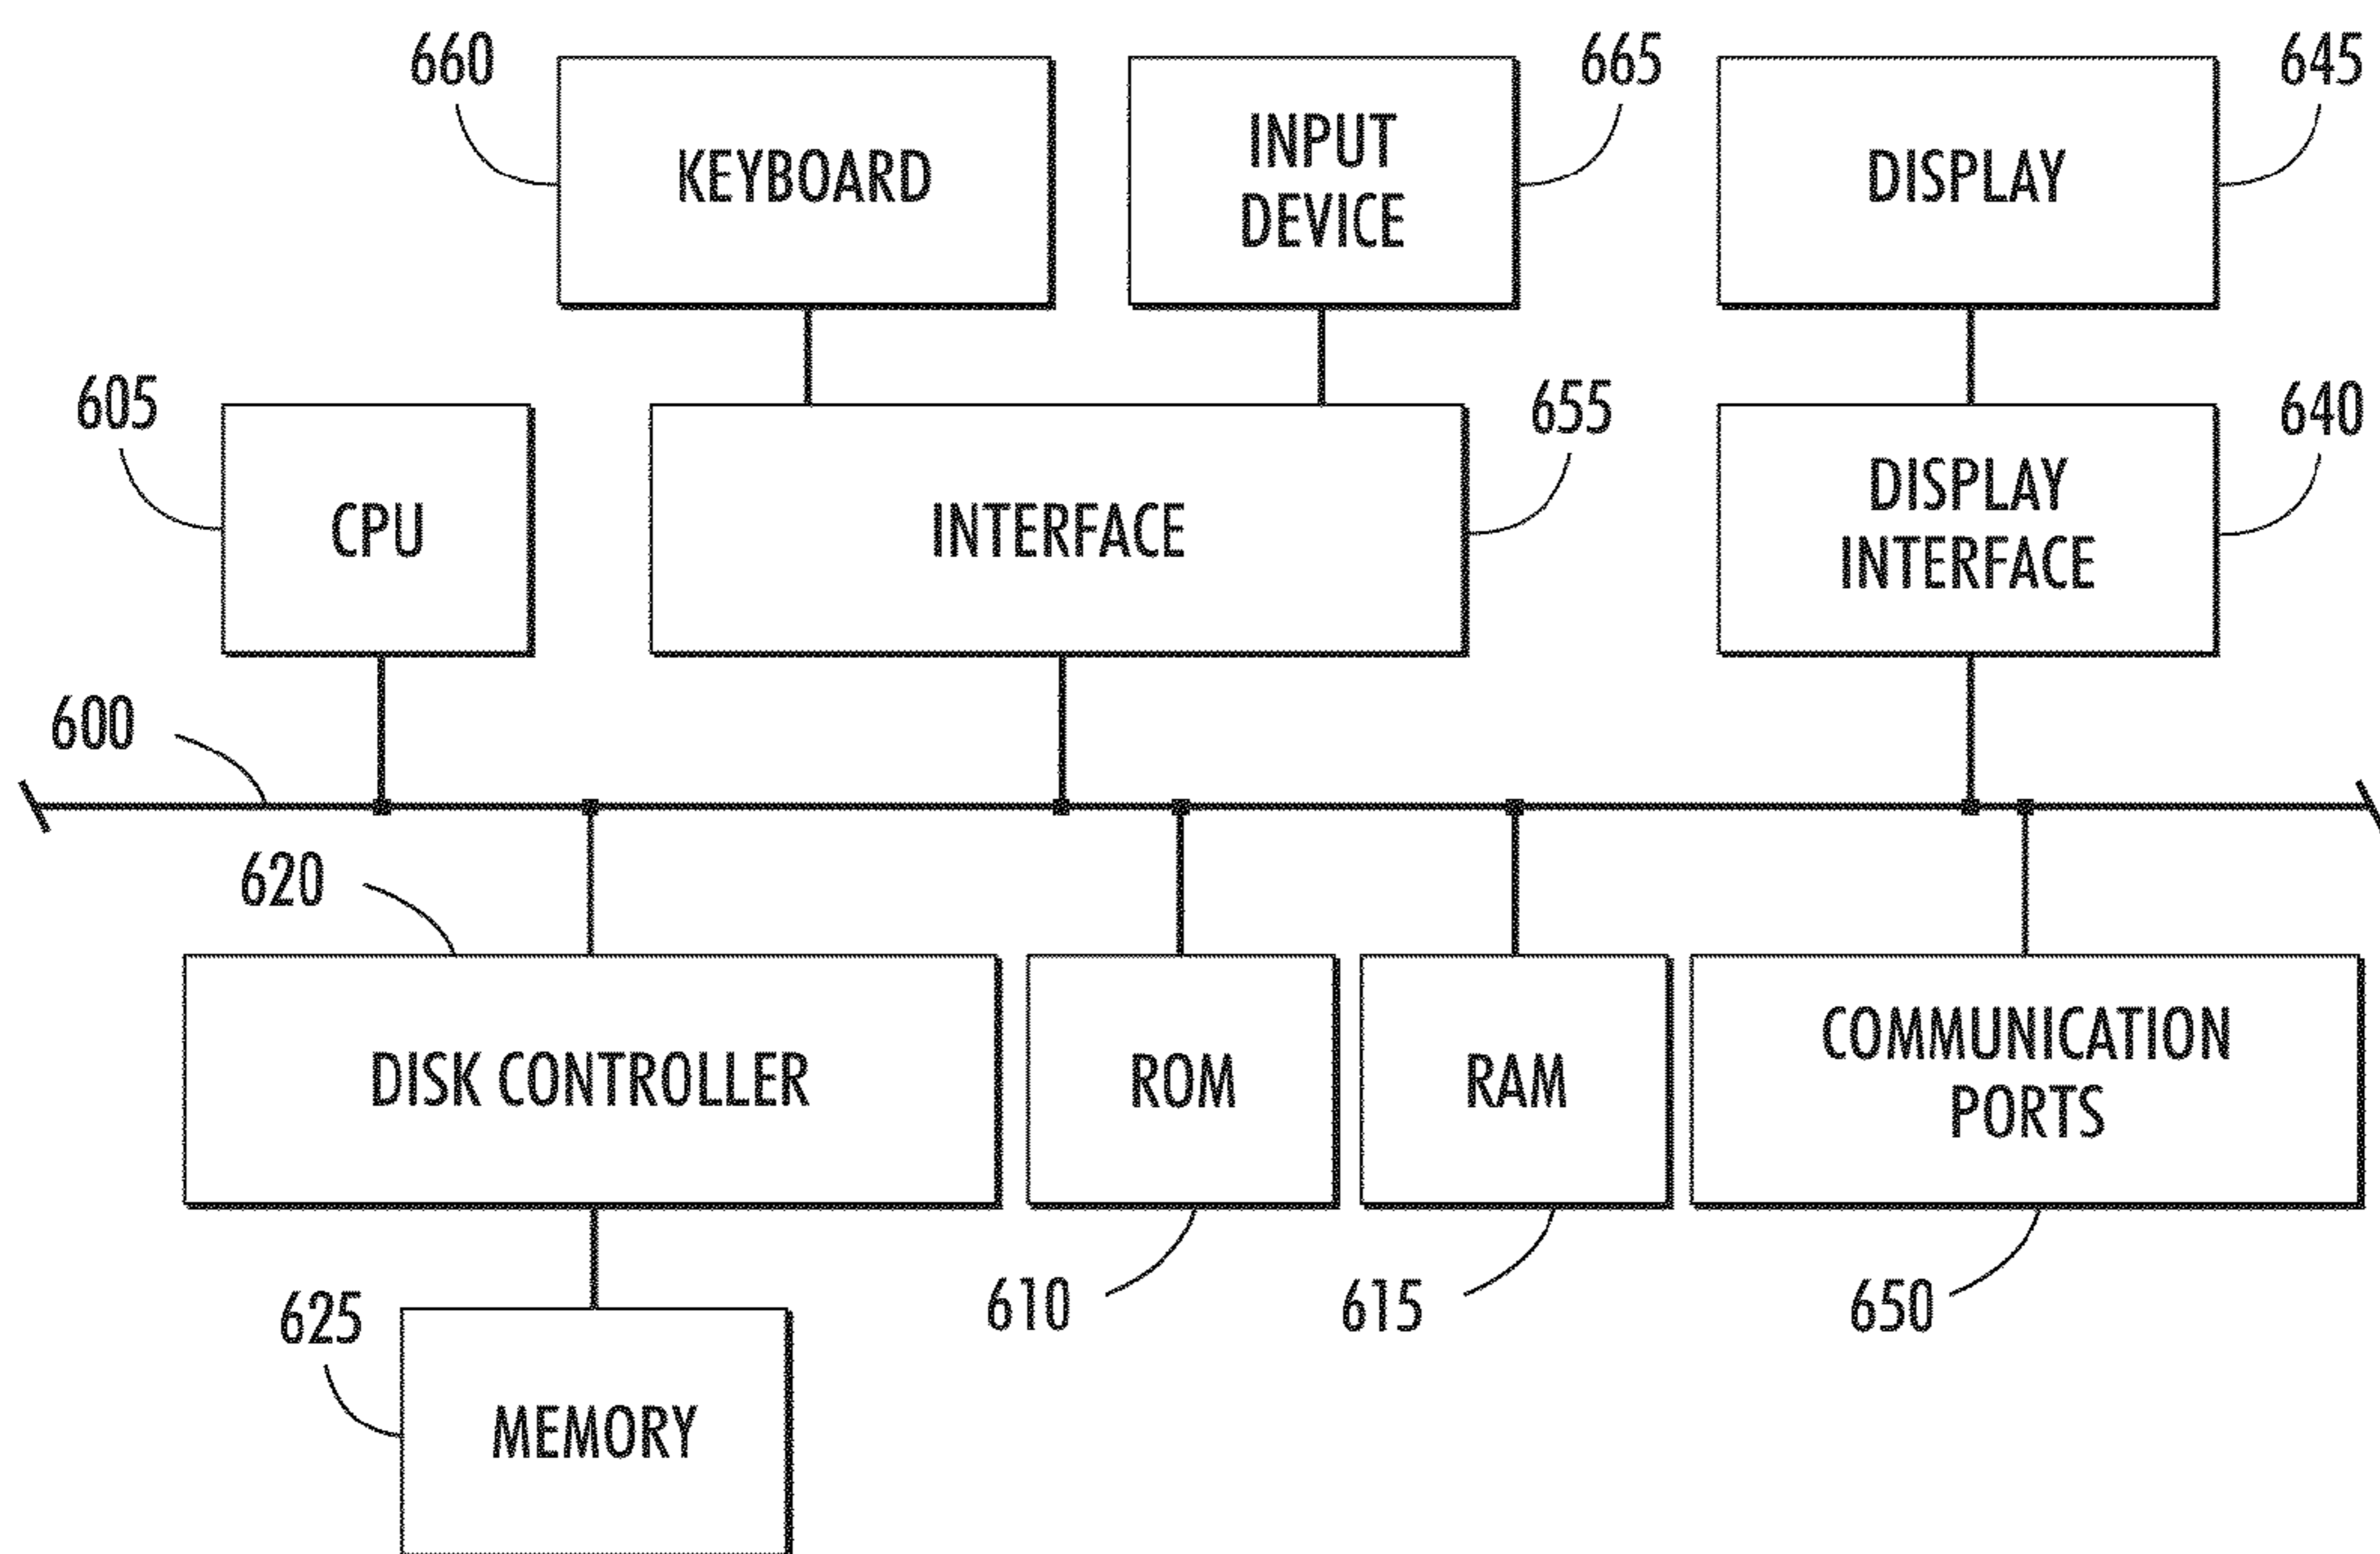 660
KEYBOARD
INPUT
DEVICE
665
DISPLAY
645
605
CPU
INTERFACE
655
DISPLAY
INTERFACE
640
600
620
DISK CONTROLLER
ROM
RAM
COMMUNICATION
PORTS
610
615
650
625
MEMORY